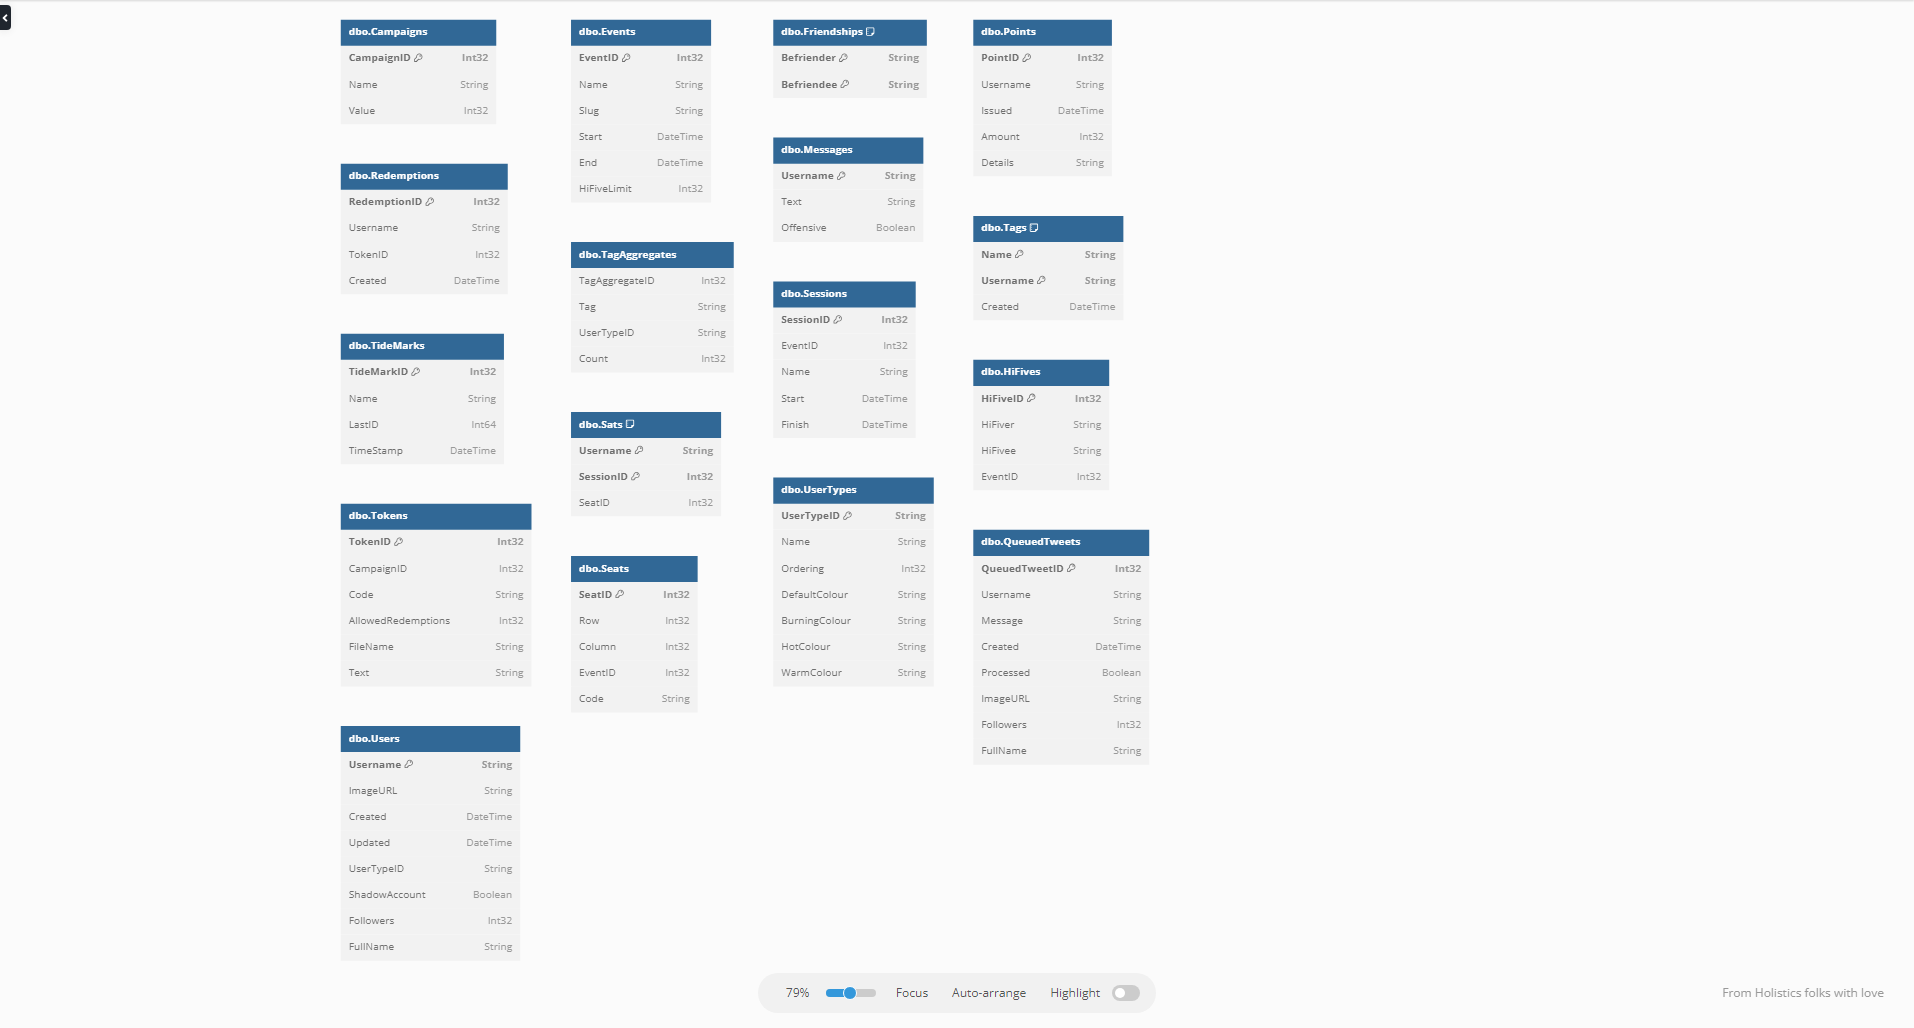 dbo.Campaigns
CampaignID Int32
Name String
Value Int32
dbo.Redemptions
RedemptionID Int32
Username String
TokenID Int32
Created DateTime
dbo.TideMarks
TideMarkID Int32
Name String
LastID Int64
TimeStamp DateTime
dbo.Tokens
TokenID Int32
CampaignID Int32
Code String
AllowedRedemptions Int32
FileName String
Text String
dbo.Users
Username String
ImageURL String
Created DateTime
Updated DateTime
UserTypeID String
ShadowAccount Boolean
Followers Int32
FullName String
dbo.Events
EventID Int32
Name String
Slug String
Start DateTime
End DateTime
HiFiveLimit Int32
dbo.TagAggregates
TagAggregateID Int32
Tag String
UserTypeID String
Count Int32
dbo.Sats
Username String
SessionID Int32
SeatID Int32
dbo.Seats
SeatID Int32
Row Int32
Column Int32
EventID Int32
Code String
dbo.Friendships
Befriender String
Befriendee String
dbo.Messages
Username String
Text String
Offensive Boolean
dbo.Sessions
SessionID Int32
EventID Int32
Name String
Start DateTime
Finish DateTime
dbo.UserTypes
UserTypeID String
Name String
Ordering Int32
DefaultColour String
BurningColour String
HotColour String
WarmColour String
dbo.Points
PointID Int32
Username String
Issued DateTime
Amount Int32
Details String
dbo.Tags
Name String
Username String
Created DateTime
dbo.HiFives
HiFiveID Int32
HiFiver String
HiFivee String
EventID Int32
dbo.QueuedTweets
QueuedTweetID Int32
Username String
Message String
Created DateTime
Processed Boolean
ImageURL String
Followers Int32
FullName String
79% Focus Auto-arrange Highlight
From Holistics folks with love